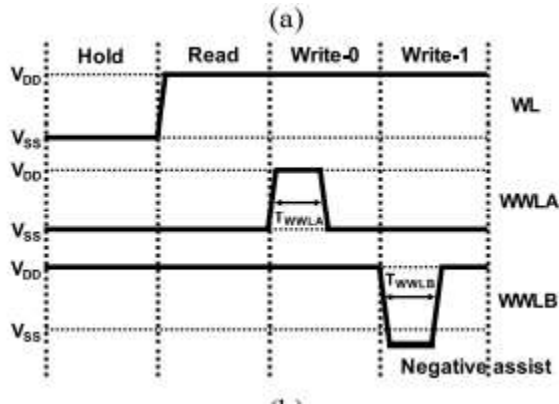 (a)
Hold Read Write-0 Write-1
VDD
WL
VSS
VDD
WWLA
TWWLA
VSS
VDD
TWWLB
WWLB
VSS
Negative assist